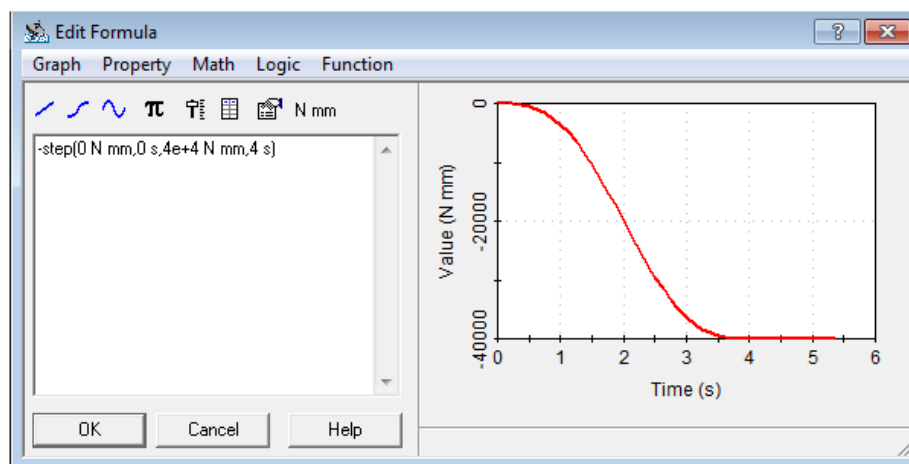 Edit Formula
Graph Property Math Logic Function
N mm
-step(0 N mm,0 s,4e+4 N mm,4 s)
OK Cancel Help
Value (N mm)
0
-20000
-40000
0 1 2 3 4 5 6
Time (s)